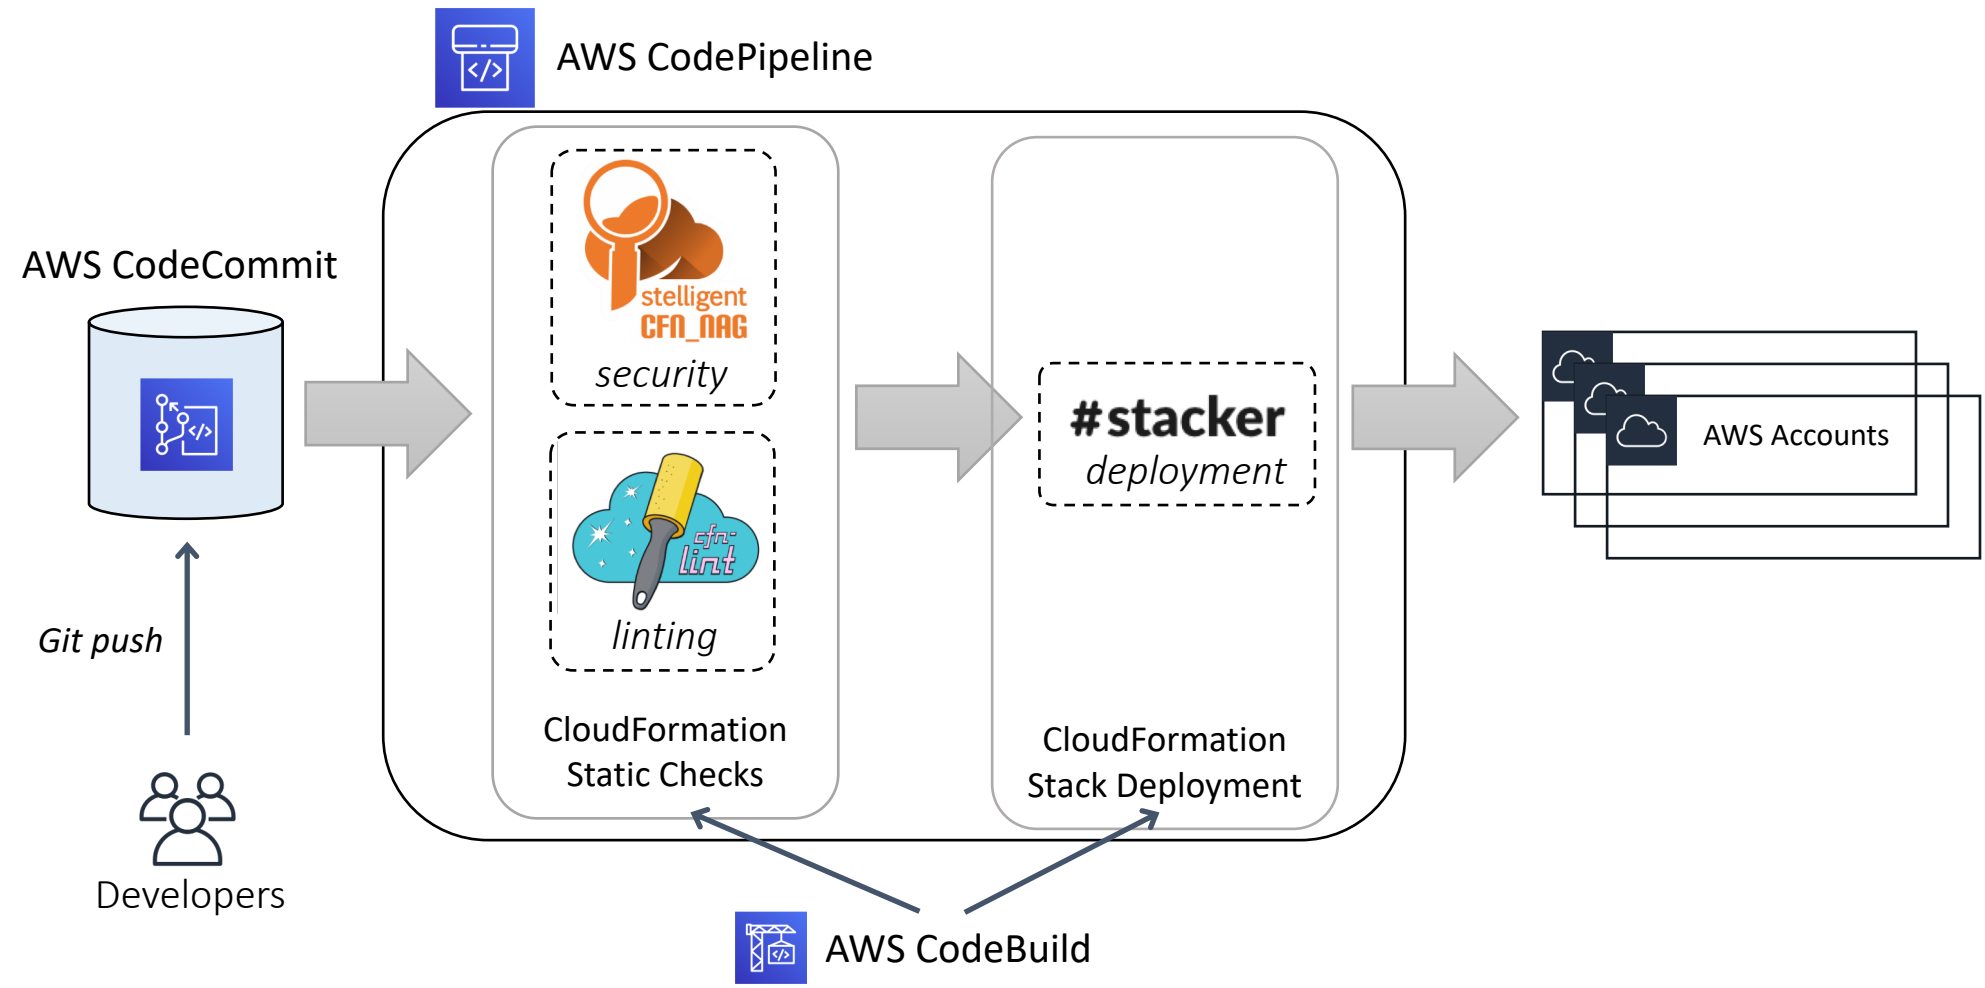 AWS CodePipeline
AWS CodeCommit
</>
</>
Git push
Developers
stelligent
CFN_NAG
security
cfn-
lint
linting
CloudFormation
Static Checks
#stacker
deployment
CloudFormation
Stack Deployment
AWS Accounts
</>
AWS CodeBuild